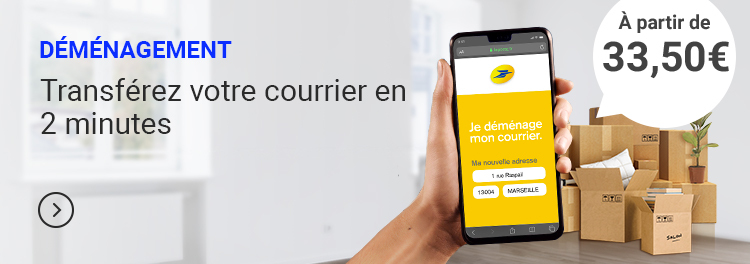 DÉMÉNAGEMENT
Transférez votre courrier en
2 minutes
À partir de
33,50€
Je déménage
mon courrier.
Ma nouvelle adresse
1 rue Raspail
13004 MARSEILLE
SALON